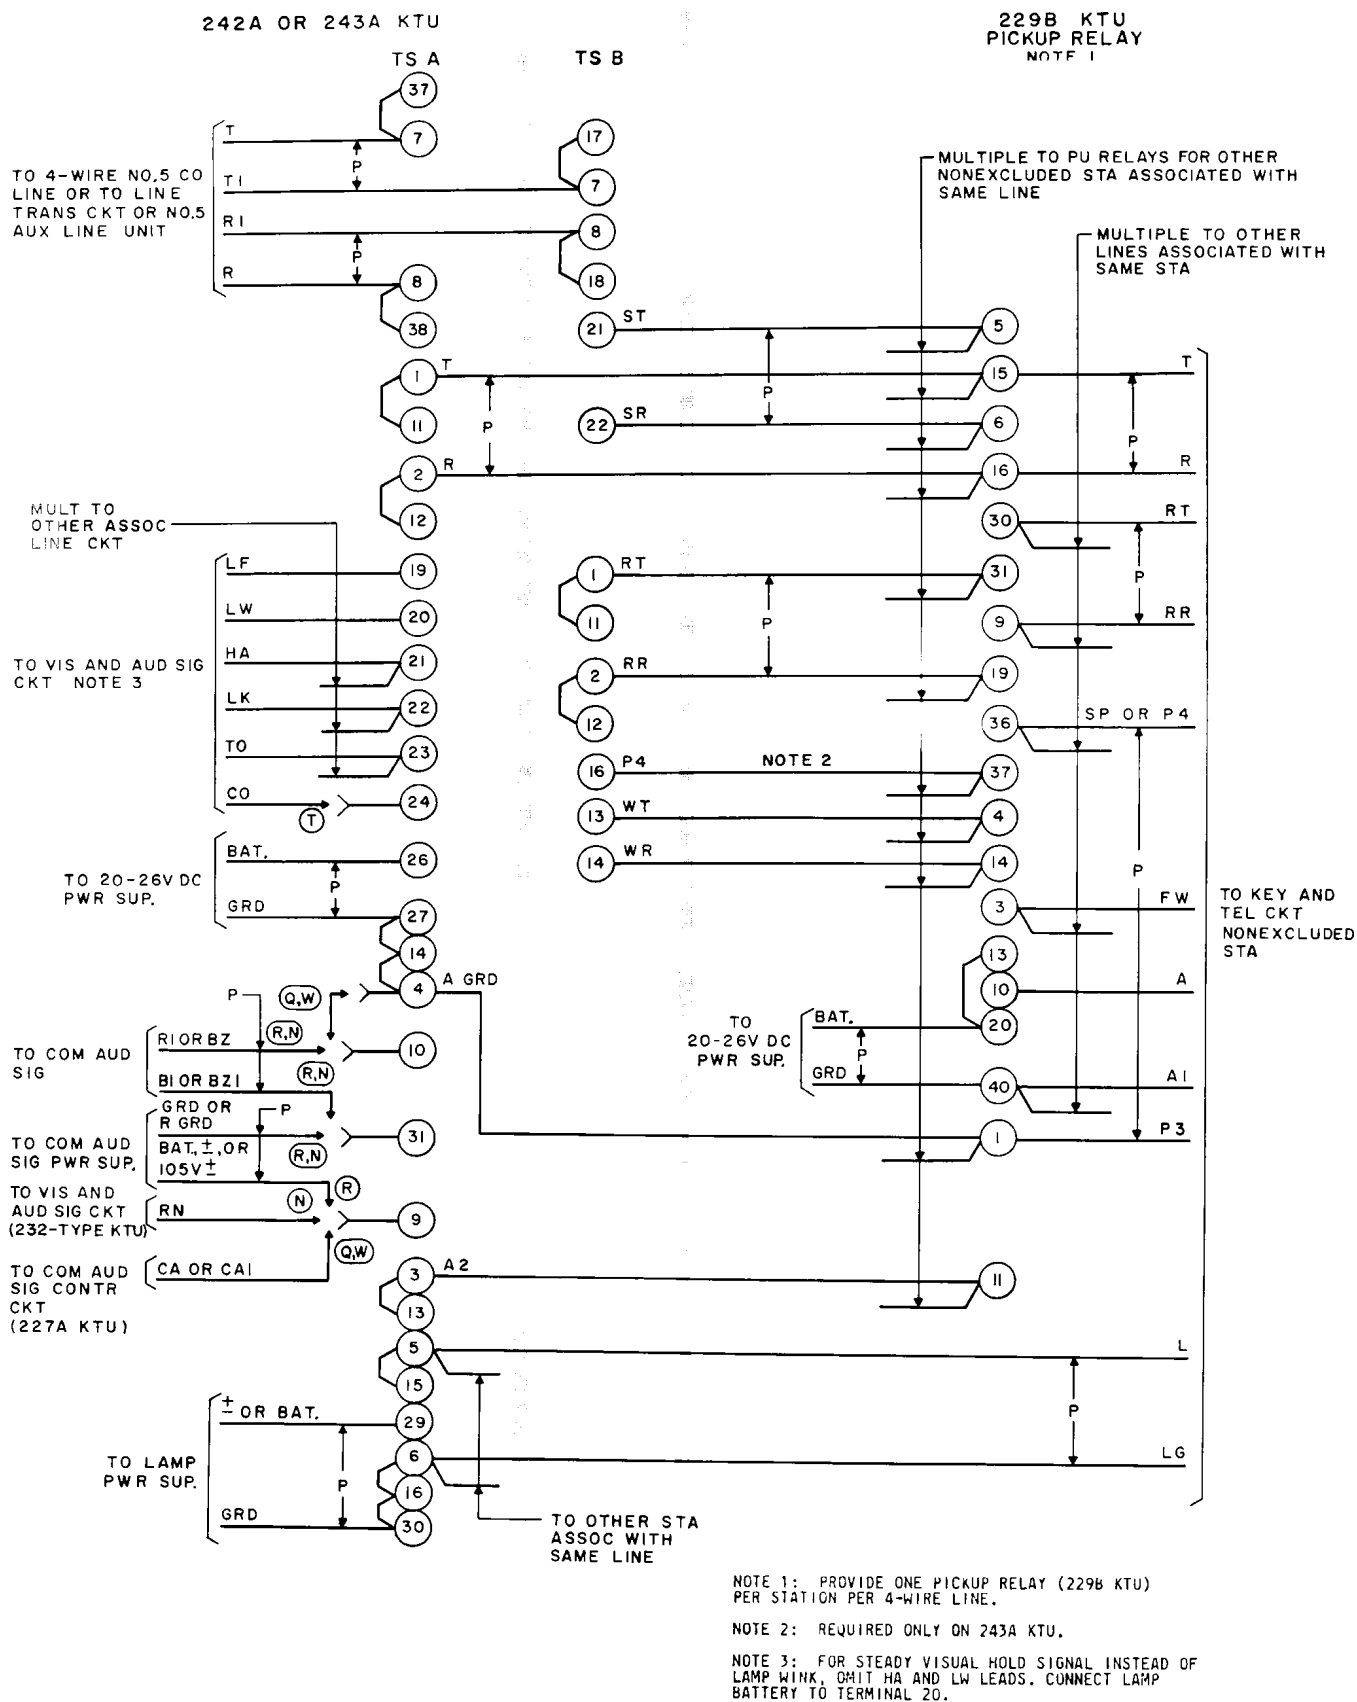 242A OR 243A KTU
229B KTU
PICKUP RELAY
NOTE 1
TS A
TS B
37
T
7
17
P
TO 4-WIRE NO.5 CO
LINE OR TO LINE
TRANS CKT OR NO.5
AUX LINE UNIT
T1
7
R1
8
P
R
8
18
38
MULTIPLE TO PU RELAYS FOR OTHER
NONEXCLUDED STA ASSOCIATED WITH
SAME LINE
MULTIPLE TO OTHER
LINES ASSOCIATED WITH
SAME STA
21
ST
5
1
T
15
T
P
11
P
22
SR
6
P
2
R
16
R
12
30
RT
MULT TO
OTHER ASSOC
LINE CKT
LF
19
1
RT
31
P
LW
20
11
P
9
RR
TO VIS AND AUD SIG
CKT NOTE 3
HA
21
2
RR
19
LK
22
12
36
SP OR P4
TO
23
16
P4
NOTE 2
37
CO
T
24
13
WT
4
14
WR
14
TO 20-26V DC
PWR SUP.
BAT.
26
P
GRD
27
P
3
FW
TO KEY AND
TEL CKT
NONEXCLUDED
STA
14
13
4
A GRD
10
A
Q,W
P
R,N
TO COM AUD
SIG
R1 OR BZ
10
R,N
B1 OR BZ1
TO
20-26V DC
PWR SUP.
BAT.
20
P
GRD
40
A1
TO COM AUD
SIG PWR SUP.
GRD OR
R GRD
P
31
R,N
BAT., ±, OR
105V ±
1
P3
TO VIS AND
AUD SIG CKT
(232-TYPE KTU)
RN
N
R
9
TO COM AUD
SIG CONTR
CKT
(227A KTU)
CA OR CA1
Q,W
3
A2
11
13
5
L
15
TO LAMP
PWR SUP.
± OR BAT.
29
P
P
6
LG
16
GRD
30
TO OTHER STA
ASSOC WITH
SAME LINE
NOTE 1: PROVIDE ONE PICKUP RELAY (229B KTU)
PER STATION PER 4-WIRE LINE.
NOTE 2: REQUIRED ONLY ON 243A KTU.
NOTE 3: FOR STEADY VISUAL HOLD SIGNAL INSTEAD OF
LAMP WINK, OMIT HA AND LW LEADS. CONNECT LAMP
BATTERY TO TERMINAL 20.